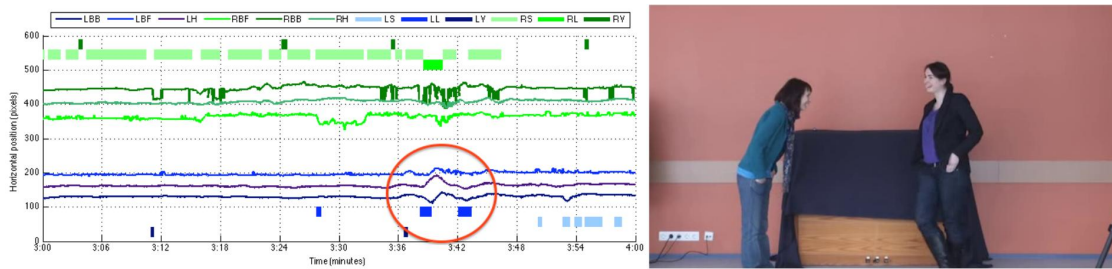 LBB LBF LH RBF RBB RH LS LL LY RS RL RY
600
500
400
300
200
100
0
Horizontal position (pixels)
3:00 3:06 3:12 3:18 3:24 3:30 3:36 3:42 3:48 3:54 4:00
Time (minutes)